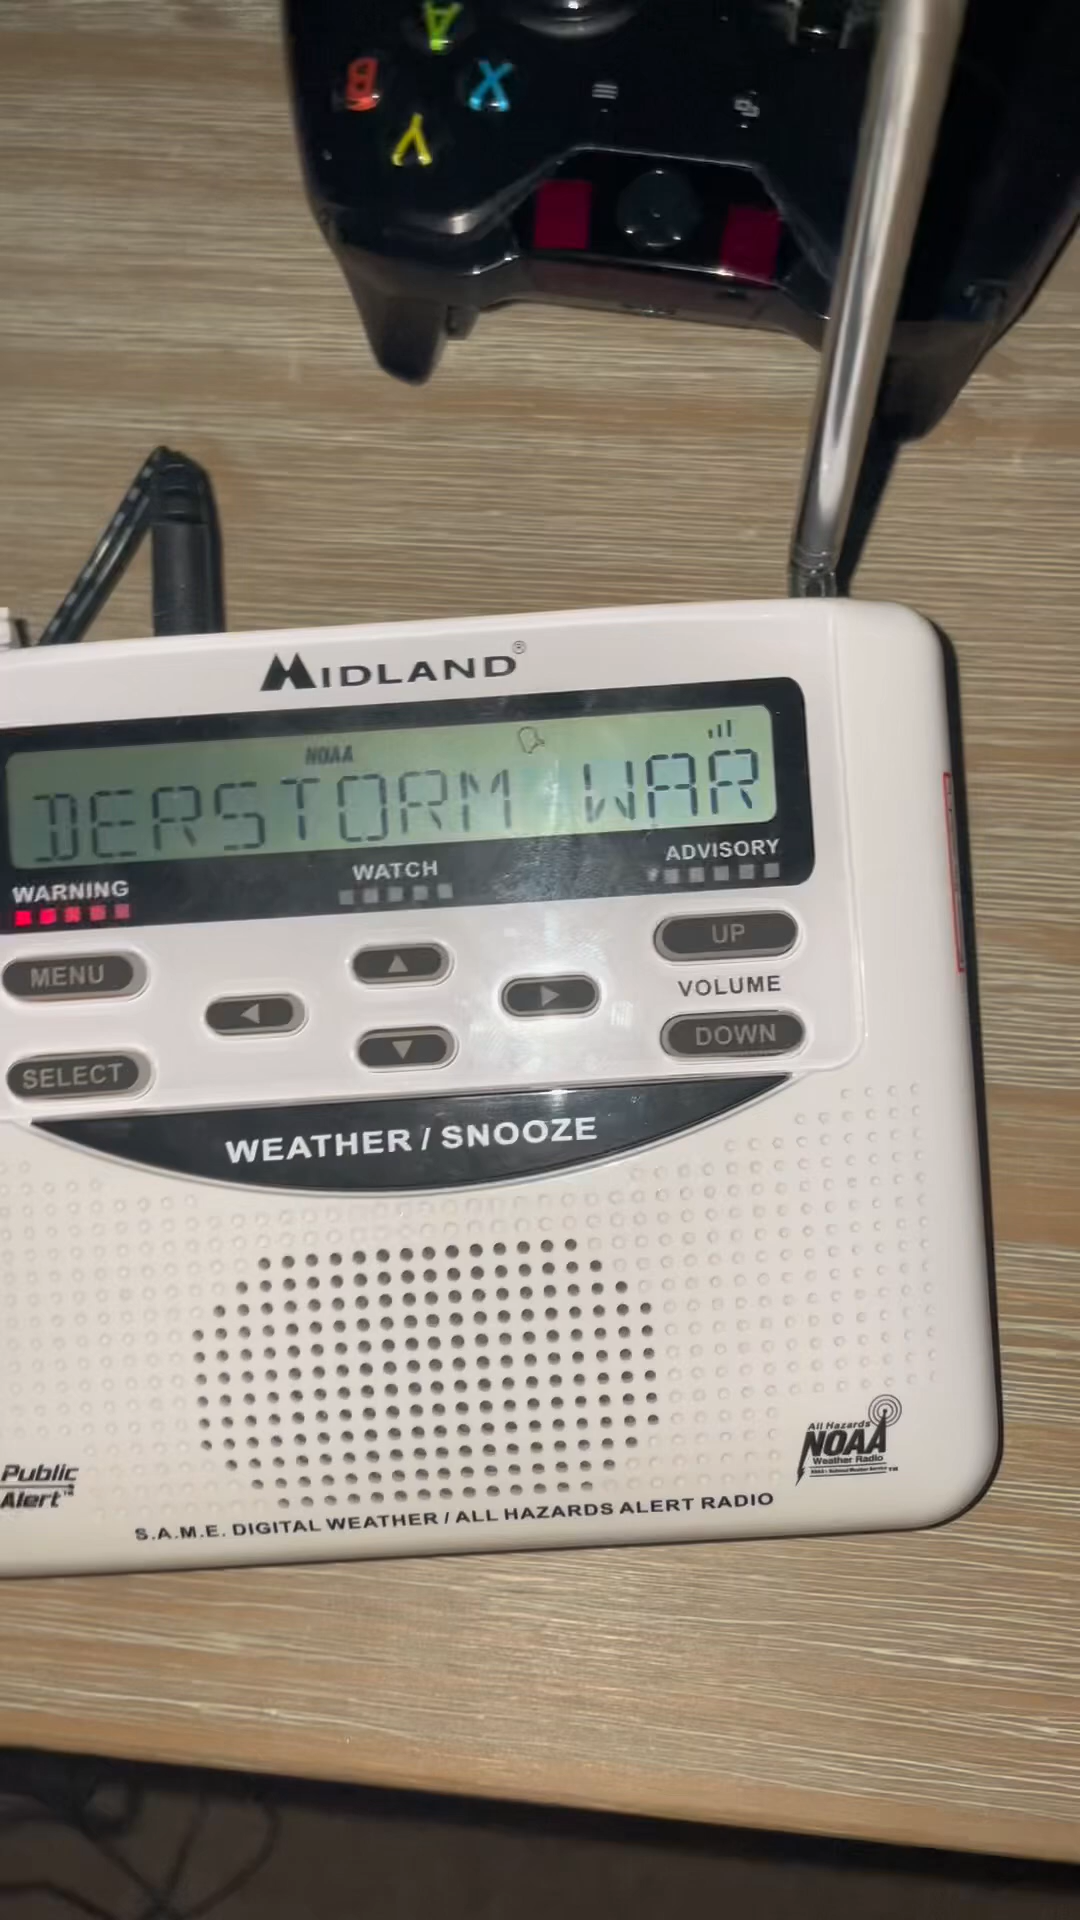 A
B
X
Y
MIDLAND®
NOAA
DERSTORM WAR
WARNING
WATCH
ADVISORY
MENU
UP
VOLUME
SELECT
DOWN
WEATHER / SNOOZE
All Hazards
NOAA
Weather Radio
Public
Alert™
S.A.M.E. DIGITAL WEATHER / ALL HAZARDS ALERT RADIO